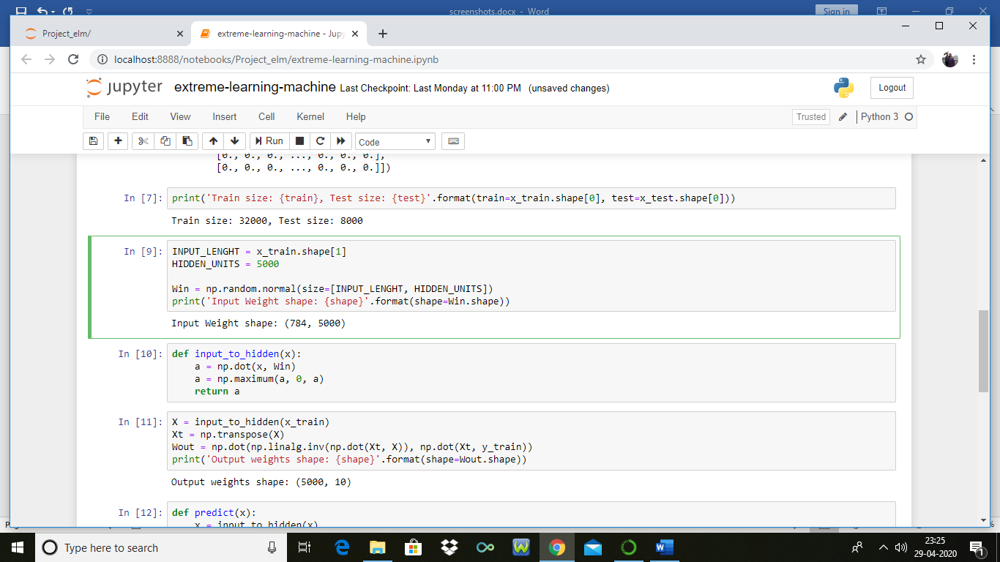 screenshots.docx - Word
Sign in
Project_elm/
extreme-learning-machine - Jupy
localhost:8888/notebooks/Project_elm/extreme-learning-machine.ipynb
jupyter extreme-learning-machine Last Checkpoint: Last Monday at 11:00 PM (unsaved changes)
Logout
File Edit View Insert Cell Kernel Help
Trusted
Python 3
Run
Code
[0., 0., 0., ..., 0., 0., 0.],
[0., 0., 0., ..., 0., 0., 0.]])
In [7]: print('Train size: {train}, Test size: {test}'.format(train=x_train.shape[0], test=x_test.shape[0]))
Train size: 32000, Test size: 8000
In [9]: INPUT_LENGHT = x_train.shape[1]
HIDDEN_UNITS = 5000
Win = np.random.normal(size=[INPUT_LENGHT, HIDDEN_UNITS])
print('Input Weight shape: {shape}'.format(shape=Win.shape))
Input Weight shape: (784, 5000)
In [10]: def input_to_hidden(x):
a = np.dot(x, Win)
a = np.maximum(a, 0, a)
return a
In [11]: X = input_to_hidden(x_train)
Xt = np.transpose(X)
Wout = np.dot(np.linalg.inv(np.dot(Xt, X)), np.dot(Xt, y_train))
print('Output weights shape: {shape}'.format(shape=Wout.shape))
Output weights shape: (5000, 10)
In [12]: def predict(x):
x = input_to_hidden(x)
Type here to search
23:25
29-04-2020
1